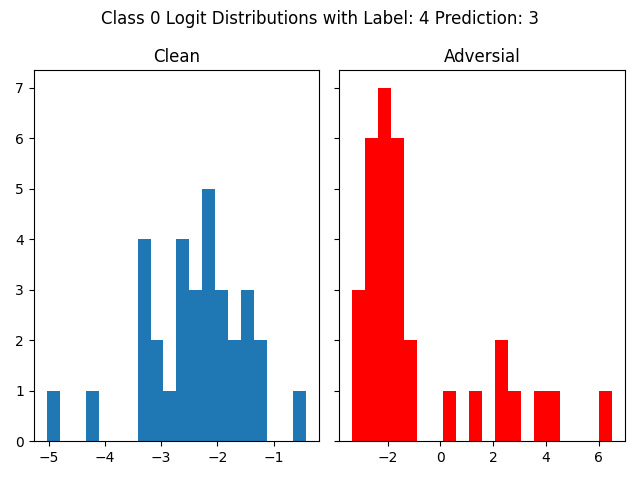 Class 0 Logit Distributions with Label: 4 Prediction: 3
Clean
Adversial
7
6
5
4
3
2
1
0
−5 −4 −3 −2 −1
−2 0 2 4 6